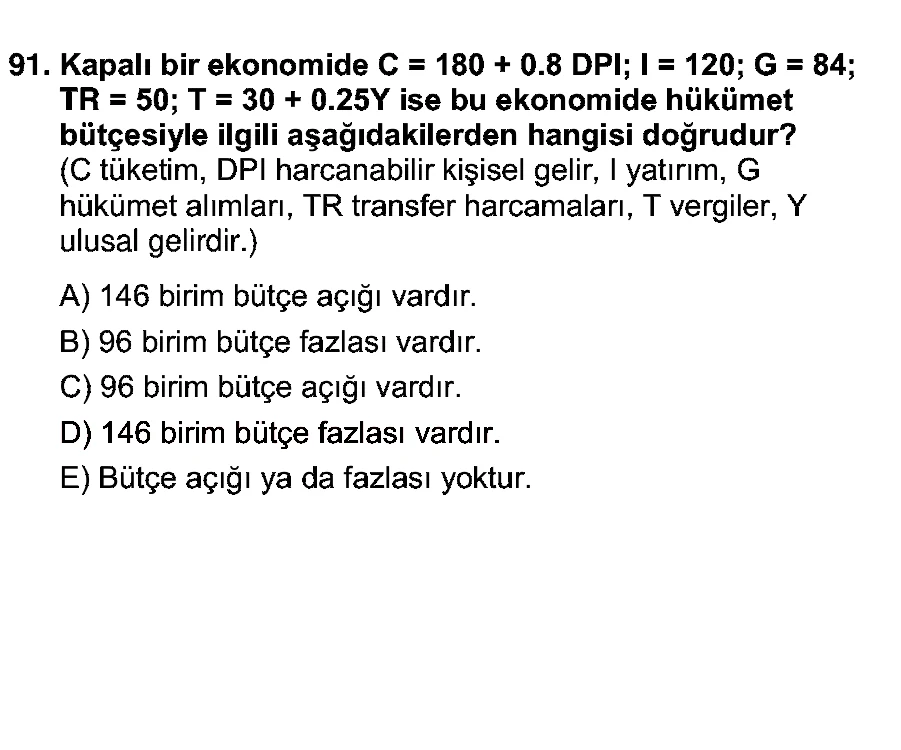 91. Kapalı bir ekonomide C = 180 + 0.8 DPI; I = 120; G = 84;
TR = 50; T = 30 + 0.25Y ise bu ekonomide hükümet
bütçesiyle ilgili aşağıdakilerden hangisi doğrudur?
(C tüketim, DPI harcanabilir kişisel gelir, I yatırım, G
hükümet alımları, TR transfer harcamaları, T vergiler, Y
ulusal gelirdir.)
A) 146 birim bütçe açığı vardır.
B) 96 birim bütçe fazlası vardır.
C) 96 birim bütçe açığı vardır.
D) 146 birim bütçe fazlası vardır.
E) Bütçe açığı ya da fazlası yoktur.